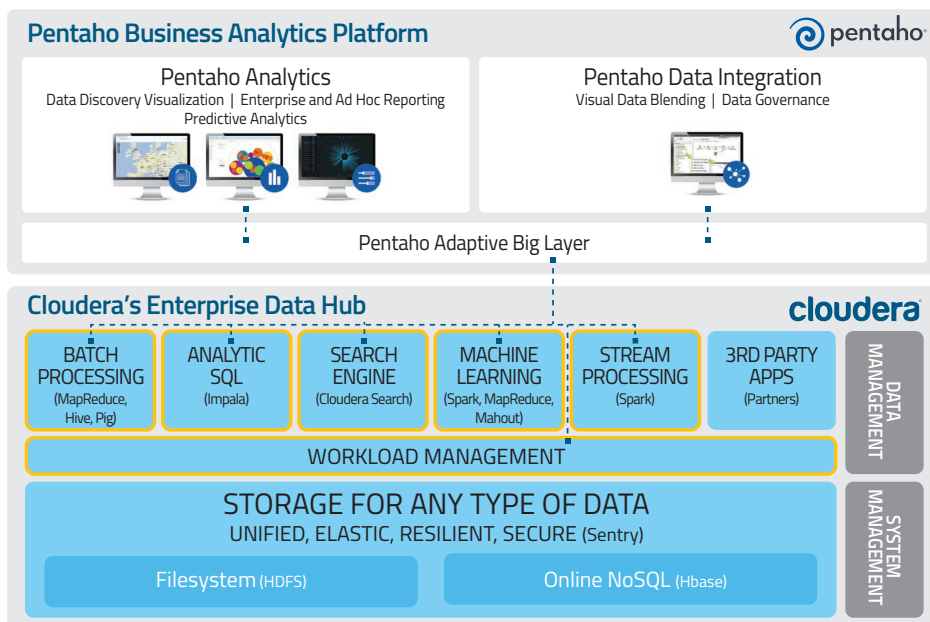 Pentaho Business Analytics Platform
pentaho
Pentaho Analytics
Data Discovery Visualization | Enterprise and Ad Hoc Reporting
Predictive Analytics
Pentaho Data Integration
Visual Data Blending | Data Governance
Pentaho Adaptive Big Layer
Cloudera's Enterprise Data Hub
cloudera
BATCH
PROCESSING
(MapReduce,
Hive, Pig)
ANALYTIC
SQL
(Impala)
SEARCH
ENGINE
(Cloudera Search)
MACHINE
LEARNING
(Spark, MapReduce,
Mahout)
STREAM
PROCESSING
(Spark)
3RD PARTY
APPS
(Partners)
DATA
MANAGEMENT
WORKLOAD MANAGEMENT
STORAGE FOR ANY TYPE OF DATA
UNIFIED, ELASTIC, RESILIENT, SECURE (Sentry)
Filesystem (HDFS)
Online NoSQL (Hbase)
SYSTEM
MANAGEMENT